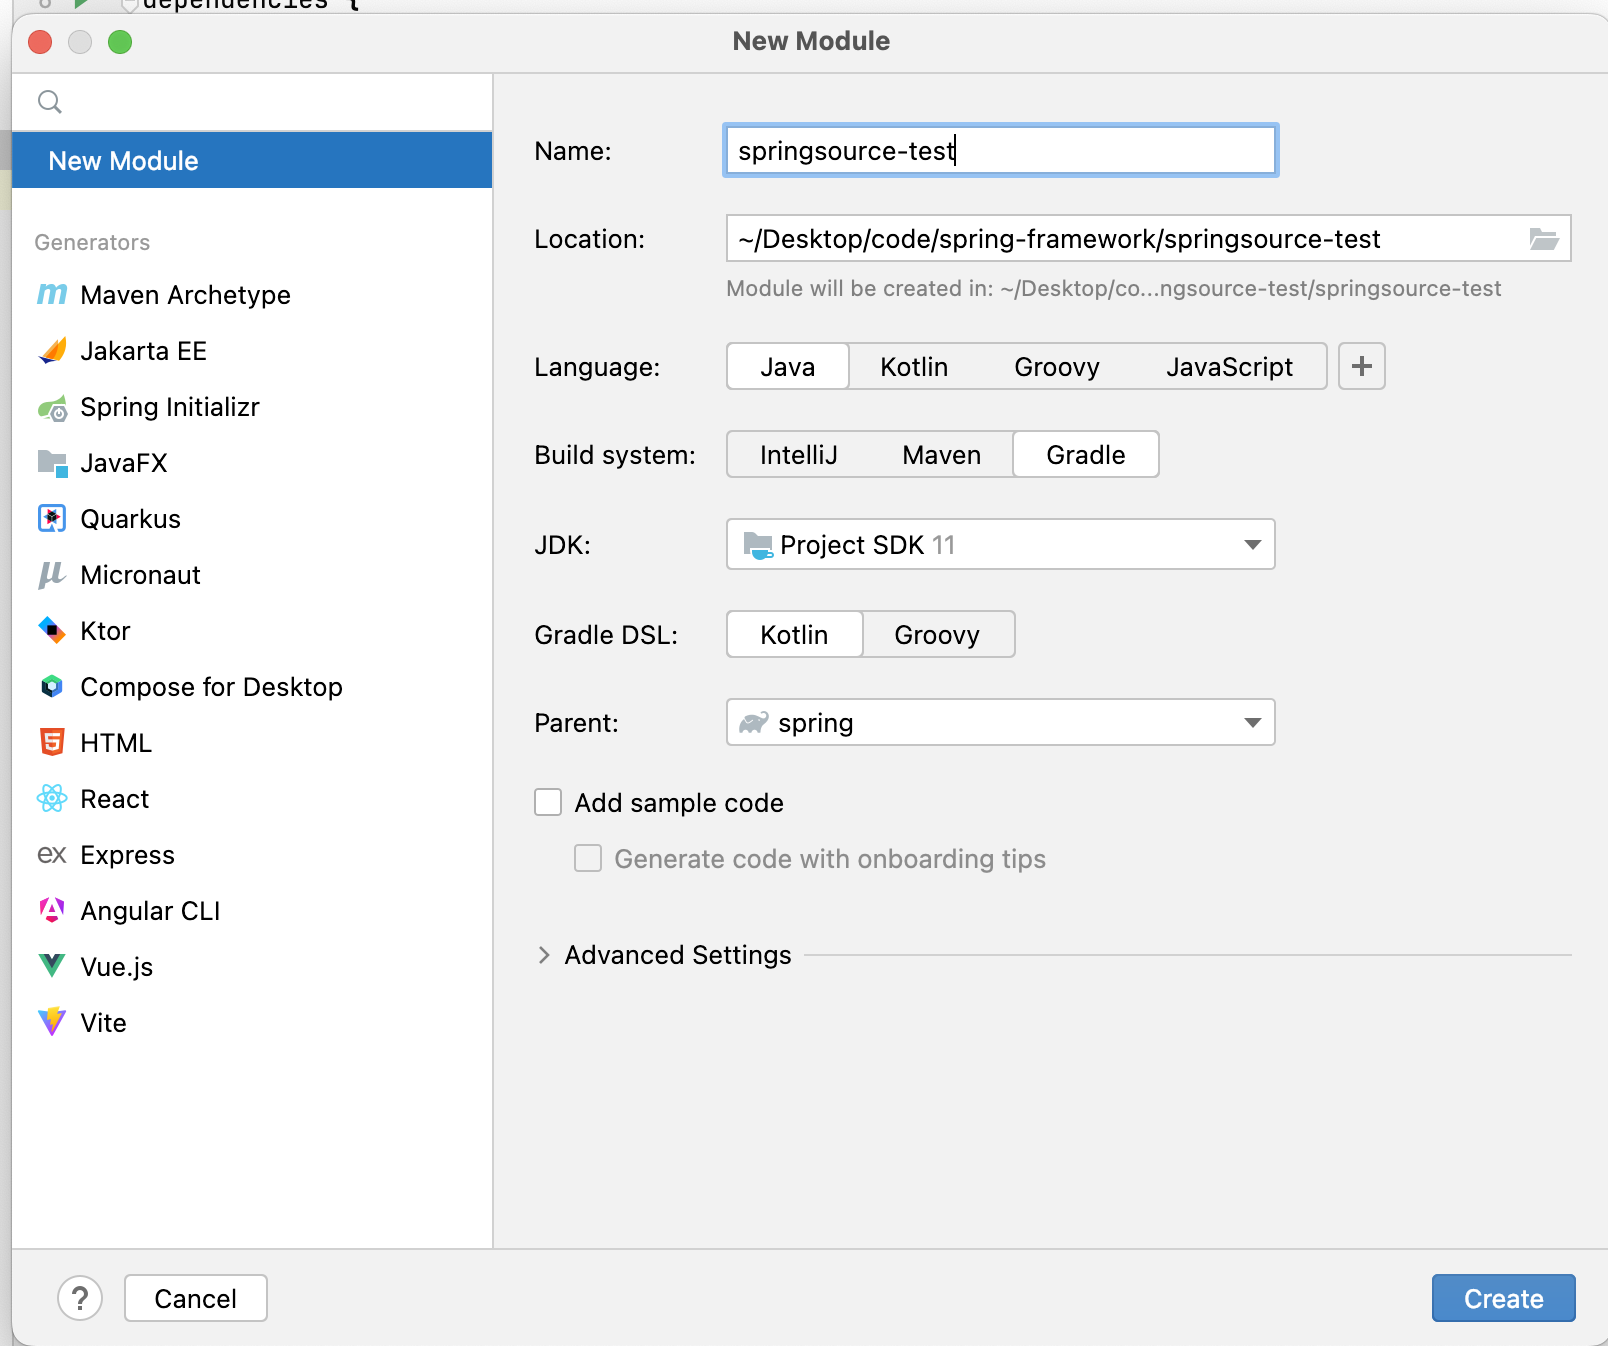 dependencies {
New Module
New Module
Generators
Maven Archetype
Jakarta EE
Spring Initializr
JavaFX
Quarkus
Micronaut
Ktor
Compose for Desktop
HTML
React
ex Express
Angular CLI
Vue.js
Vite
Name: springsource-test
Location: ~/Desktop/code/spring-framework/springsource-test
Module will be created in: ~/Desktop/co...ngsource-test/springsource-test
Language: Java Kotlin Groovy JavaScript +
Build system: IntelliJ Maven Gradle
JDK: Project SDK 11
Gradle DSL: Kotlin Groovy
Parent: spring
Add sample code
Generate code with onboarding tips
Advanced Settings
? Cancel Create